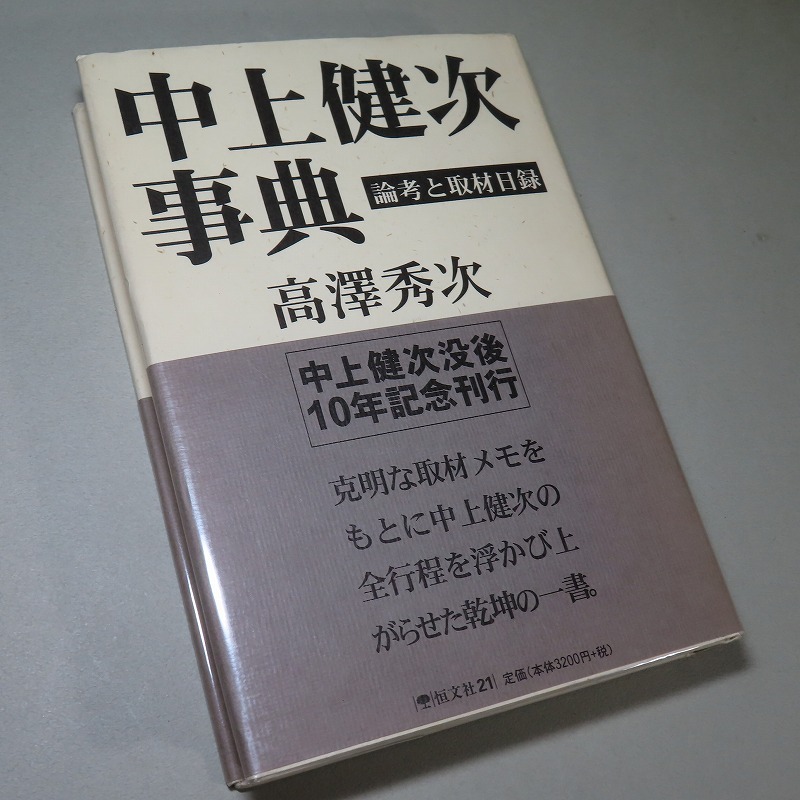 中上健次
事典
論考と取材日録
高澤秀次
中上健次没後
10年記念刊行
克明な取材メモを
もとに中上健次の
全行程を浮かび上
がらせた乾坤の一書。
恒文社21 定価(本体3200円+税)